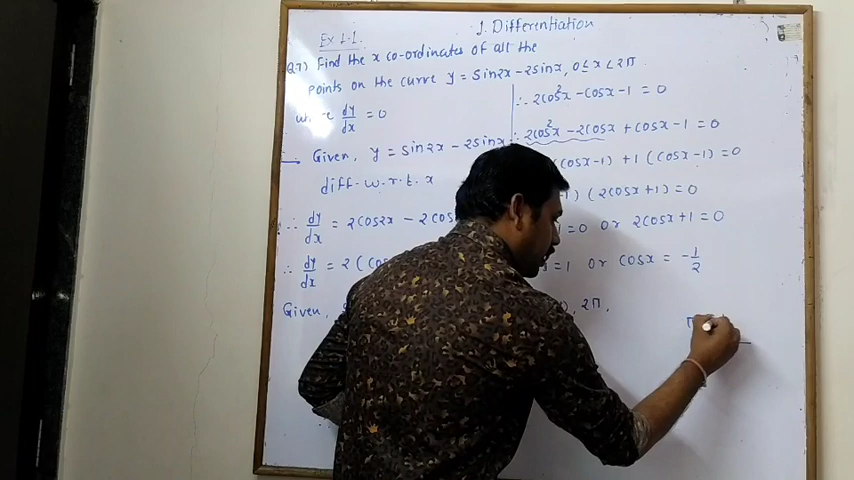 1. Differentiation
Ex 1.1
Q7) Find the x co-ordinates of all the
points on the curve y = sin2x - 2sinx, 0 ≤ x < 2π
dy/dx = 0
Given, y = sin2x - 2sinx
diff. w.r.t. x
∴ dy/dx = 2cos2x - 2cos
∴ dy/dx = 2(
Given,
∴ 2cos²x - cosx - 1 = 0
∴ 2cos²x - 2cosx + cosx - 1 = 0
(cosx-1) + 1 (cosx-1) = 0
) (2cosx+1) = 0
= 0 or 2cosx+1 = 0
= 1 or cosx = -1/2
, 2π,